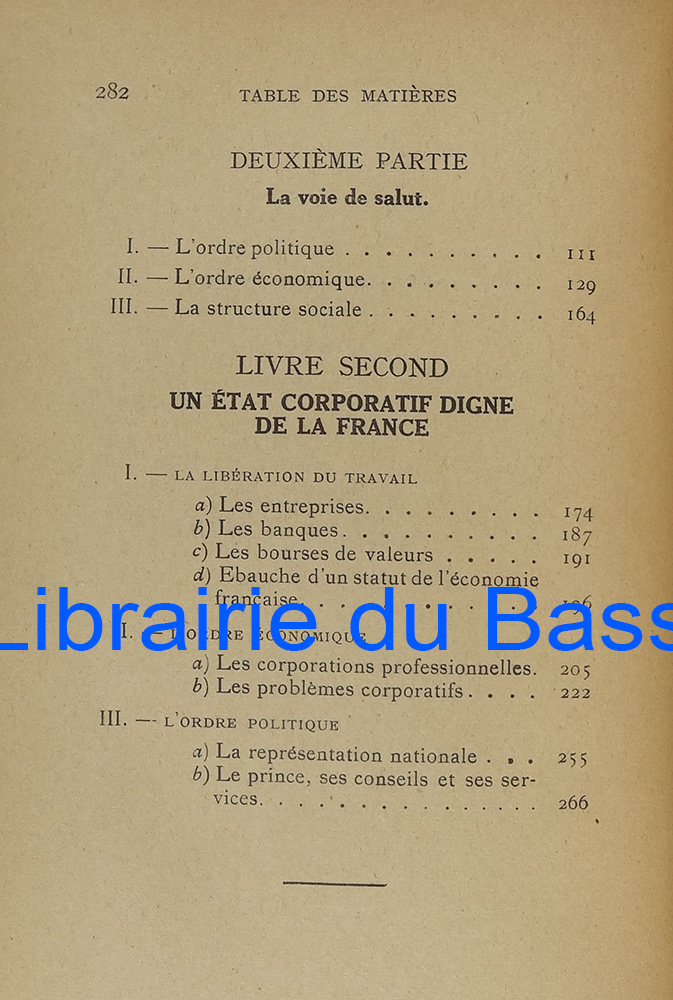 282 TABLE DES MATIÈRES
DEUXIÈME PARTIE
La voie de salut.
I. — L'ordre politique . . . . . . . . . . 111
II. — L'ordre économique. . . . . . . . . 129
III. — La structure sociale . . . . . . . . . 164
LIVRE SECOND
UN ÉTAT CORPORATIF DIGNE
DE LA FRANCE
I. — LA LIBÉRATION DU TRAVAIL
a) Les entreprises. . . . . . . . . 174
b) Les banques. . . . . . . . . . 187
c) Les bourses de valeurs . . . . . 191
d) Ebauche d'un statut de l'économie
française. . . . . . . . . . .
Librairie du Bass
I. — L'ORDRE ÉCONOMIQUE
a) Les corporations professionnelles. 205
b) Les problèmes corporatifs. . . . 222
III. — L'ORDRE POLITIQUE
a) La représentation nationale . . . 255
b) Le prince, ses conseils et ses ser-
vices. . . . . . . . . . . . . . 266